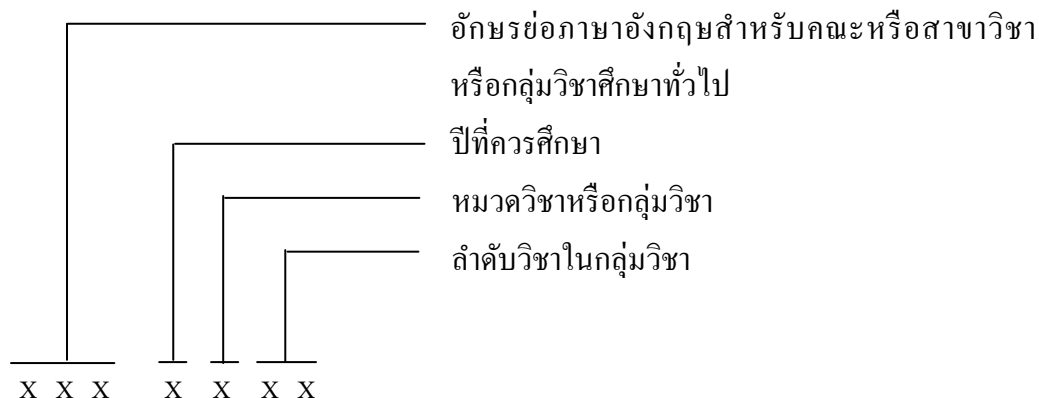 อักษรย่อภาษาอังกฤษสำหรับคณะหรือสาขาวิชา
หรือกลุ่มวิชาศึกษาทั่วไป
ปีที่ควรศึกษา
หมวดวิชาหรือกลุ่มวิชา
ลำดับวิชาในกลุ่มวิชา
X X X X X X X